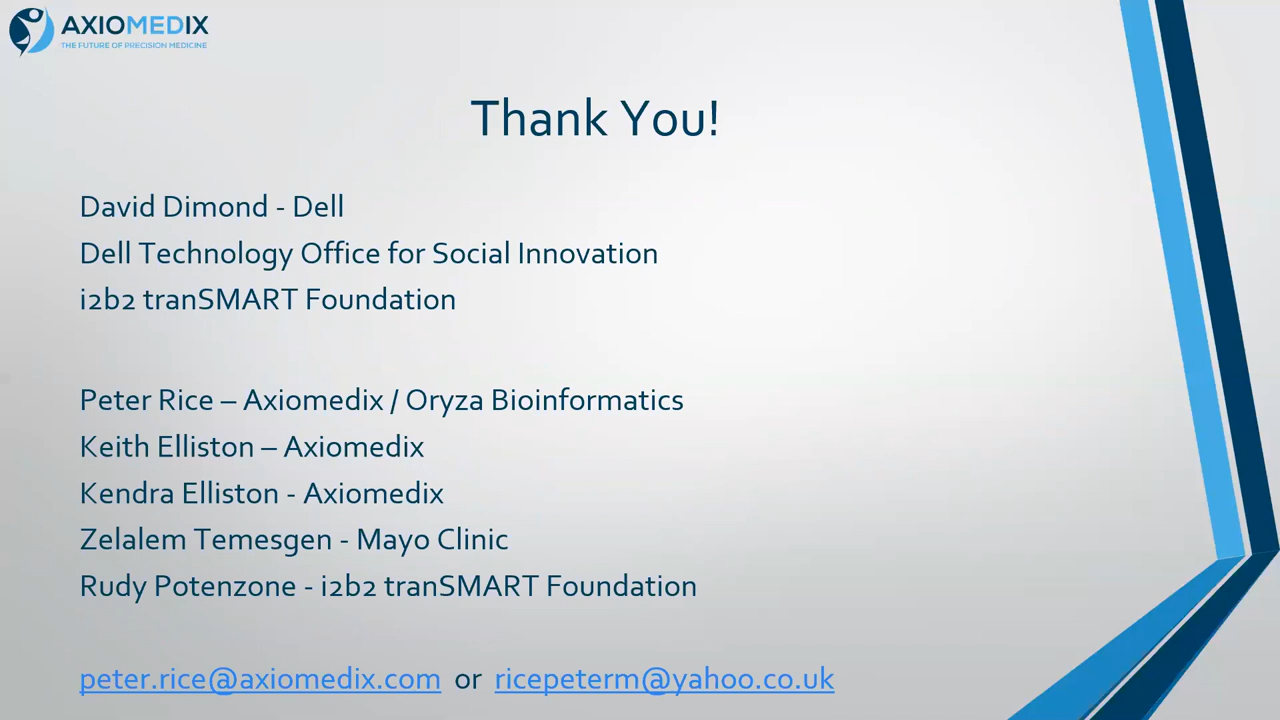 AXIOMEDIX
THE FUTURE OF PRECISION MEDICINE
Thank You!
David Dimond - Dell
Dell Technology Office for Social Innovation
i2b2 tranSMART Foundation
Peter Rice – Axiomedix / Oryza Bioinformatics
Keith Elliston – Axiomedix
Kendra Elliston - Axiomedix
Zelalem Temesgen - Mayo Clinic
Rudy Potenzone - i2b2 tranSMART Foundation
peter.rice@axiomedix.com or ricepeterm@yahoo.co.uk